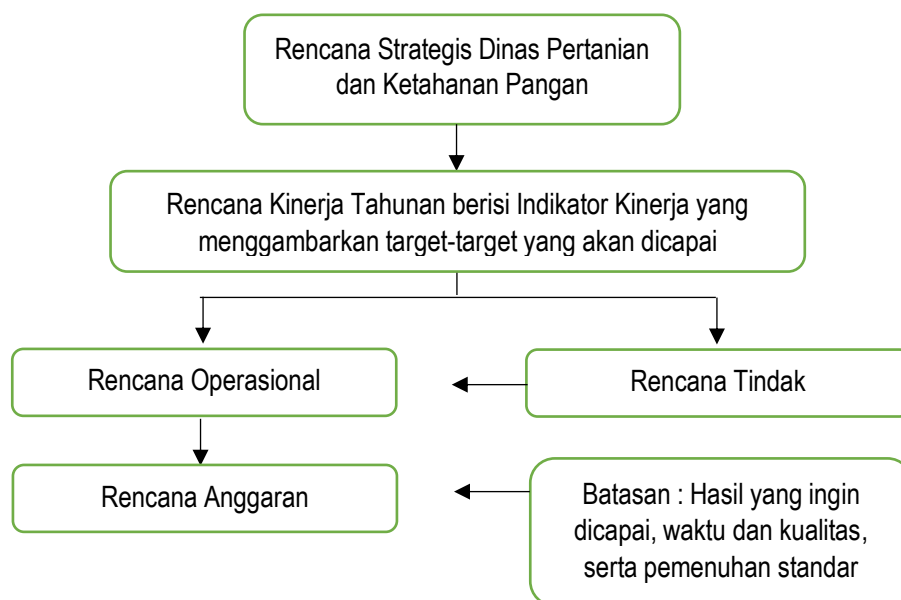 Rencana Strategis Dinas Pertanian
dan Ketahanan Pangan
Rencana Kinerja Tahunan berisi Indikator Kinerja yang
menggambarkan target-target yang akan dicapai
Rencana Operasional
Rencana Tindak
Rencana Anggaran
Batasan : Hasil yang ingin
dicapai, waktu dan kualitas,
serta pemenuhan standar